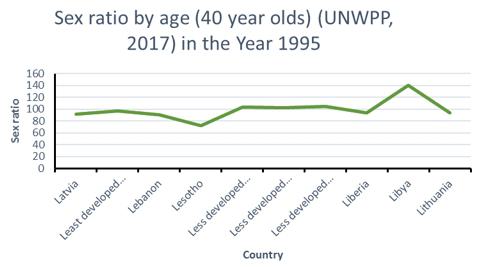 Sex ratio by age (40 year olds) (UNWPP,
2017) in the Year 1995
160
140
120
100
80
60
40
20
0
Sex ratio
Latvia
Least developed...
Lebanon
Lesotho
Less developed...
Less developed...
Less developed...
Liberia
Libya
Lithuania
Country